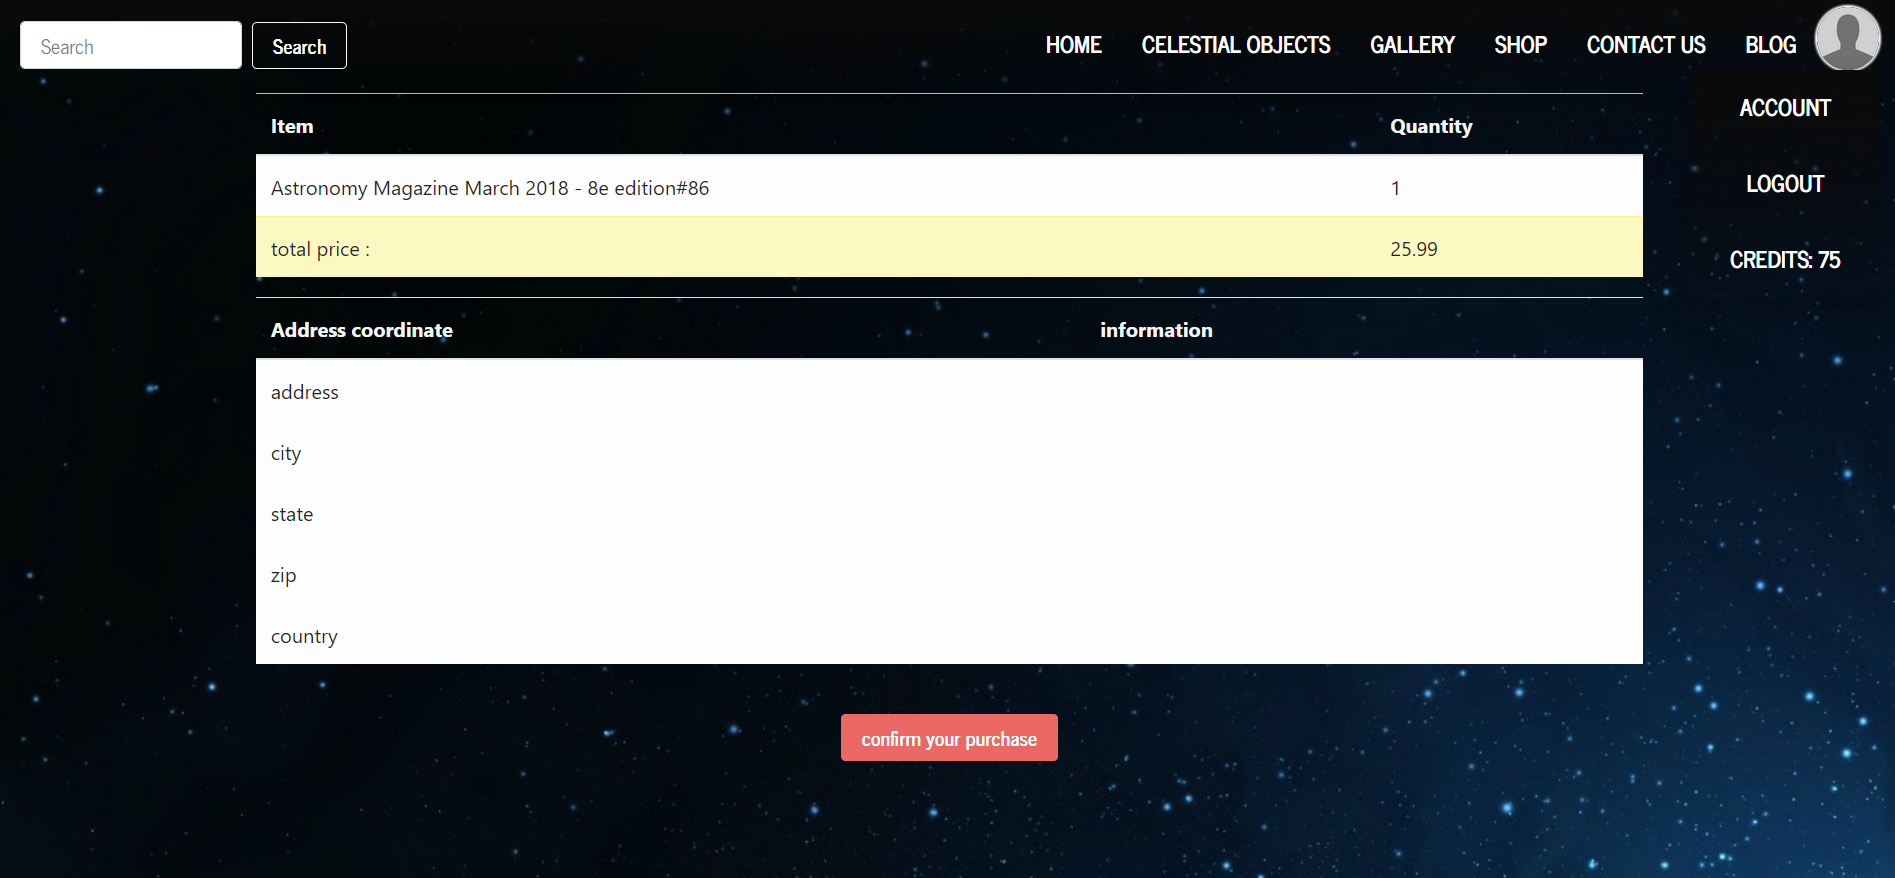 Search Search HOME CELESTIAL OBJECTS GALLERY SHOP CONTACT US BLOG
ACCOUNT
LOGOUT
CREDITS: 75
Item Quantity
Astronomy Magazine March 2018 - 8e edition#86 1
total price : 25.99
Address coordinate information
address
city
state
zip
country
confirm your purchase